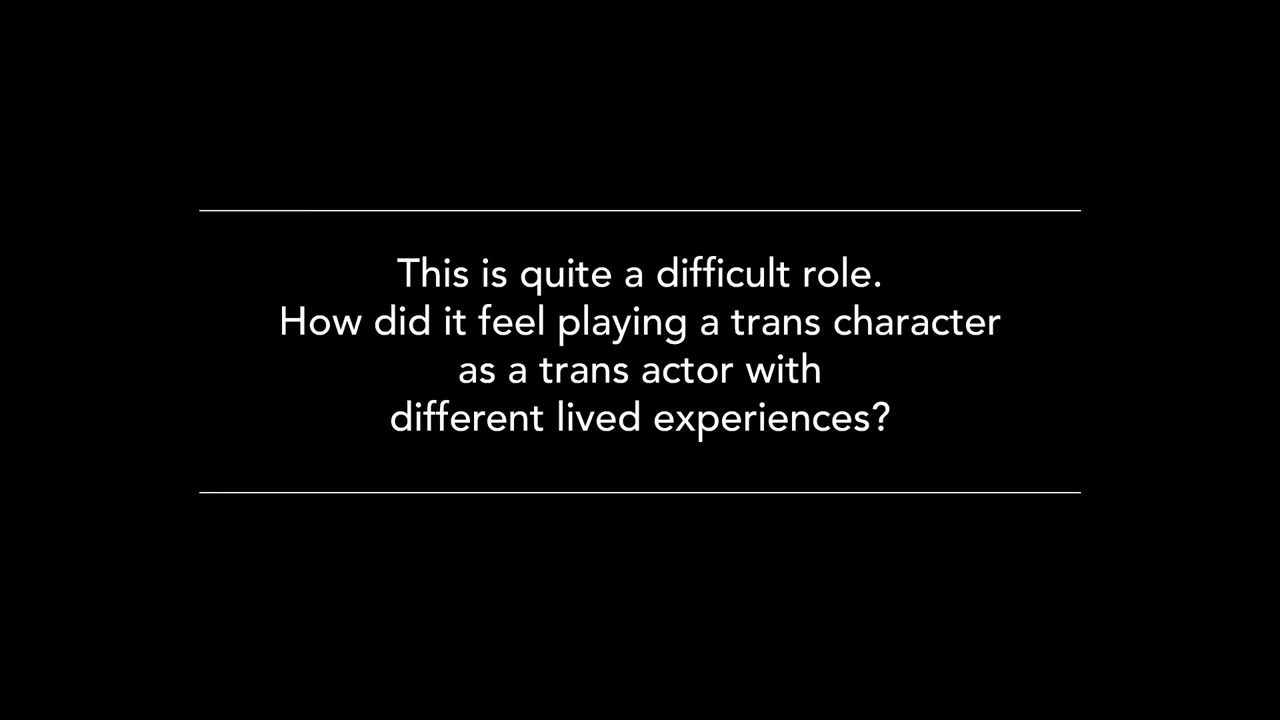 This is quite a difficult role.
How did it feel playing a trans character
as a trans actor with
different lived experiences?